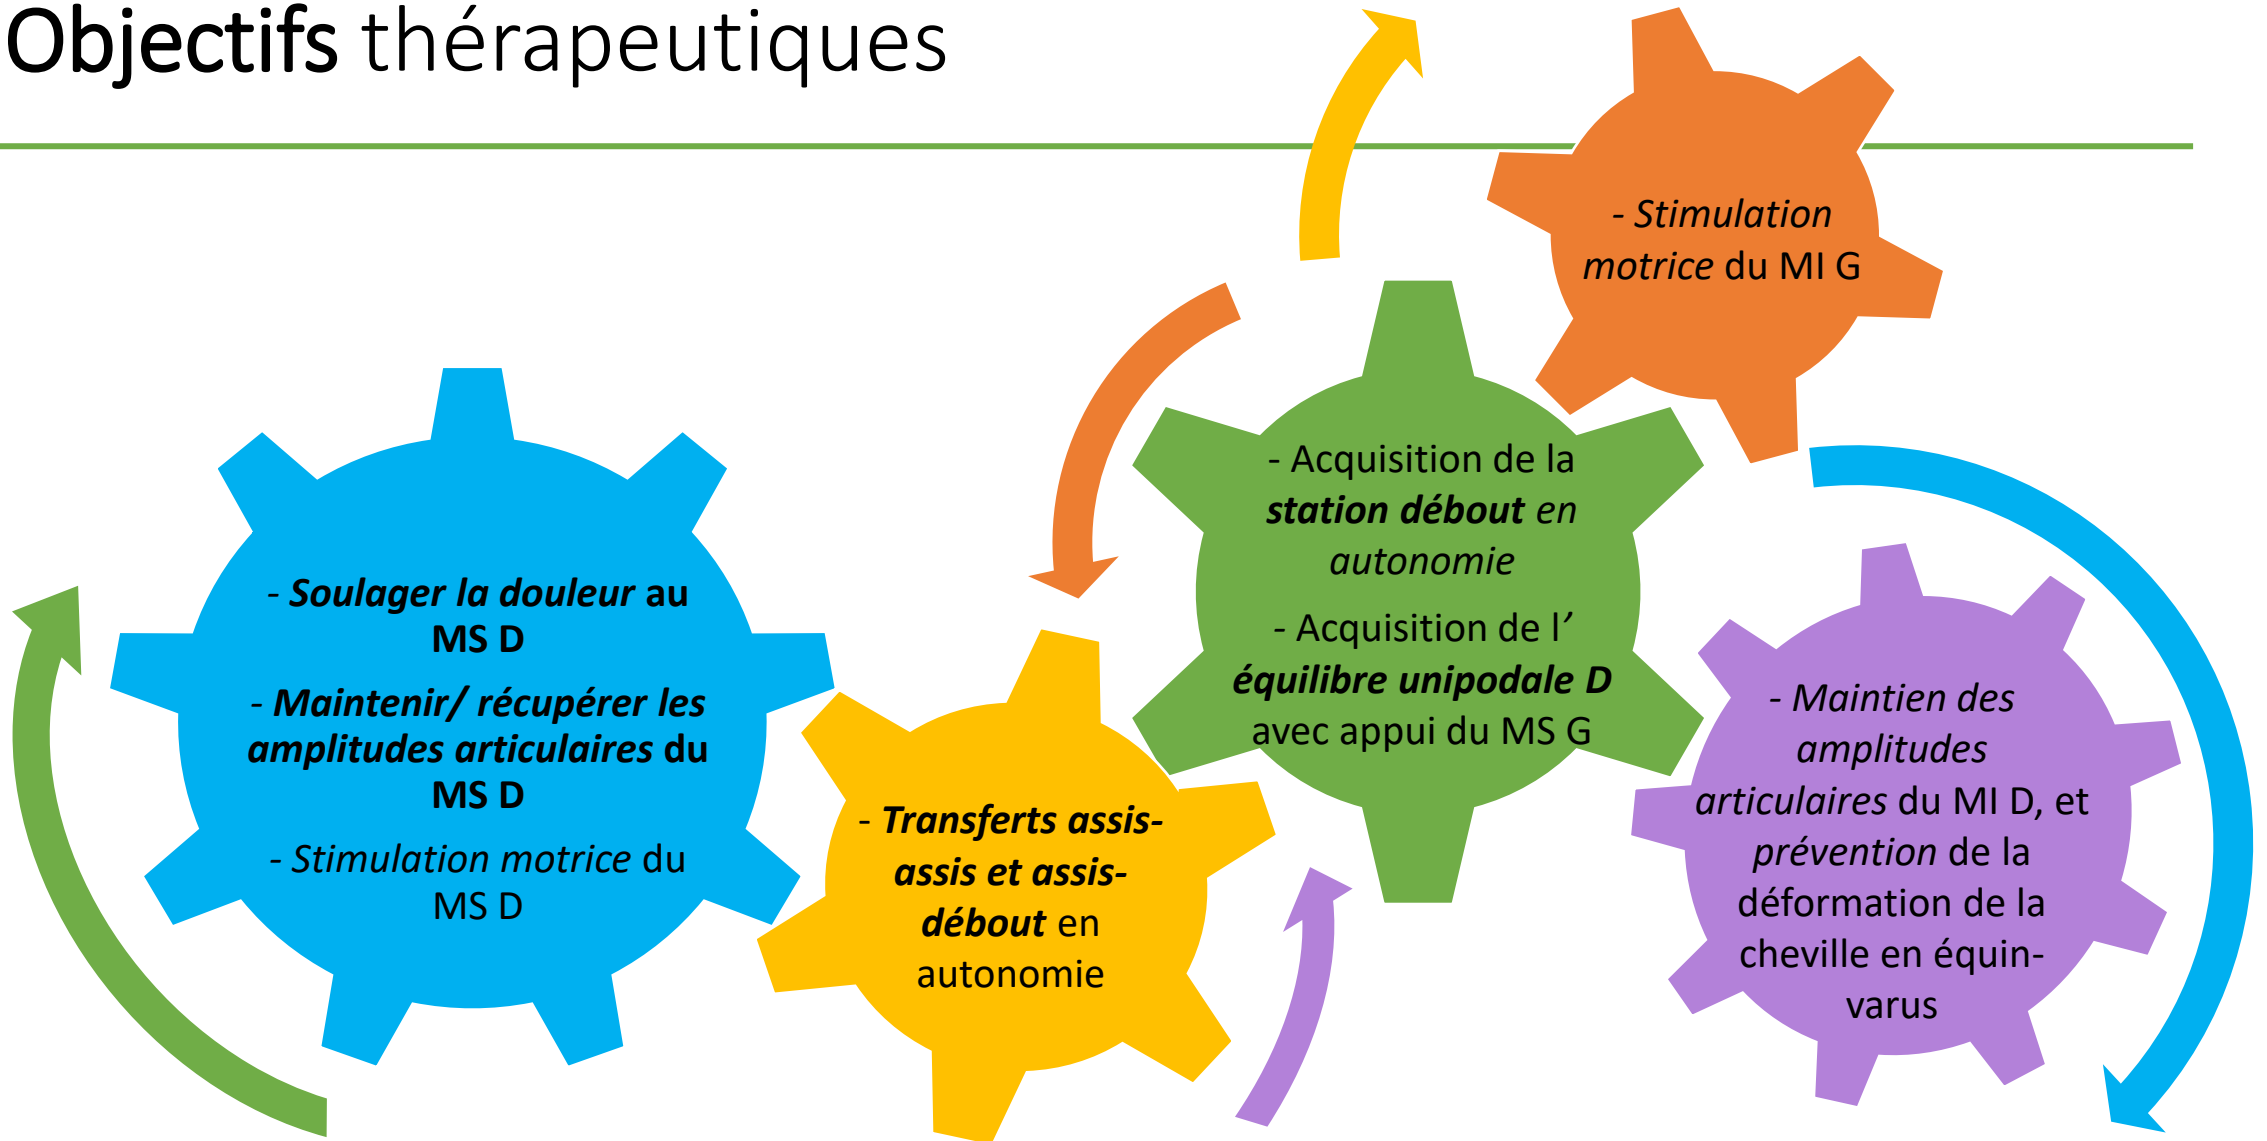 Objectifs thérapeutiques
- Stimulation
motrice du MI G
- Acquisition de la
station débout en
autonomie
- Acquisition de l’
équilibre unipodale D
avec appui du MS G
- Soulager la douleur au
MS D
- Maintenir/ récupérer les
amplitudes articulaires du
MS D
- Stimulation motrice du
MS D
- Transferts assis-
assis et assis-
débout en
autonomie
- Maintien des
amplitudes
articulaires du MI D, et
prévention de la
déformation de la
cheville en équin-
varus